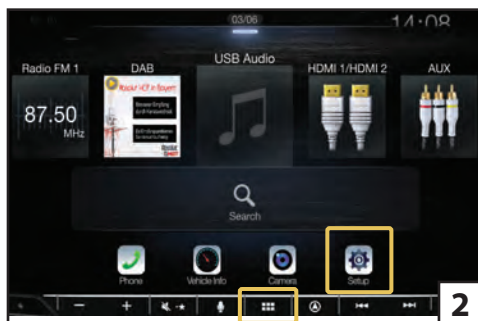 03/06
14:08
Radio FM 1
DAB
USB Audio
HDMI 1/HDMI 2
AUX
87.50
MHz
Search
Phone
Vehicle Info
Camera
Setup
2